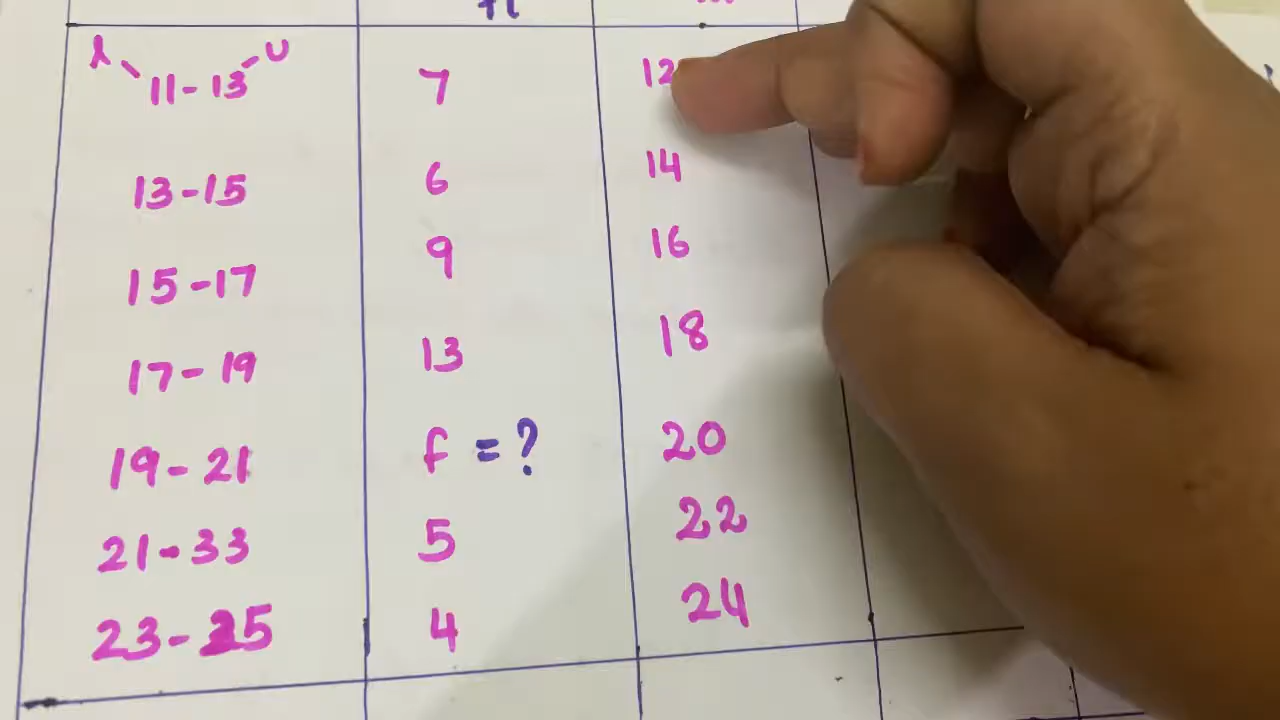 fi
l u
11-13 7 12
13-15 6 14
15-17 9 16
17-19 13 18
19-21 f = ? 20
21-33 5 22
23-25 4 24